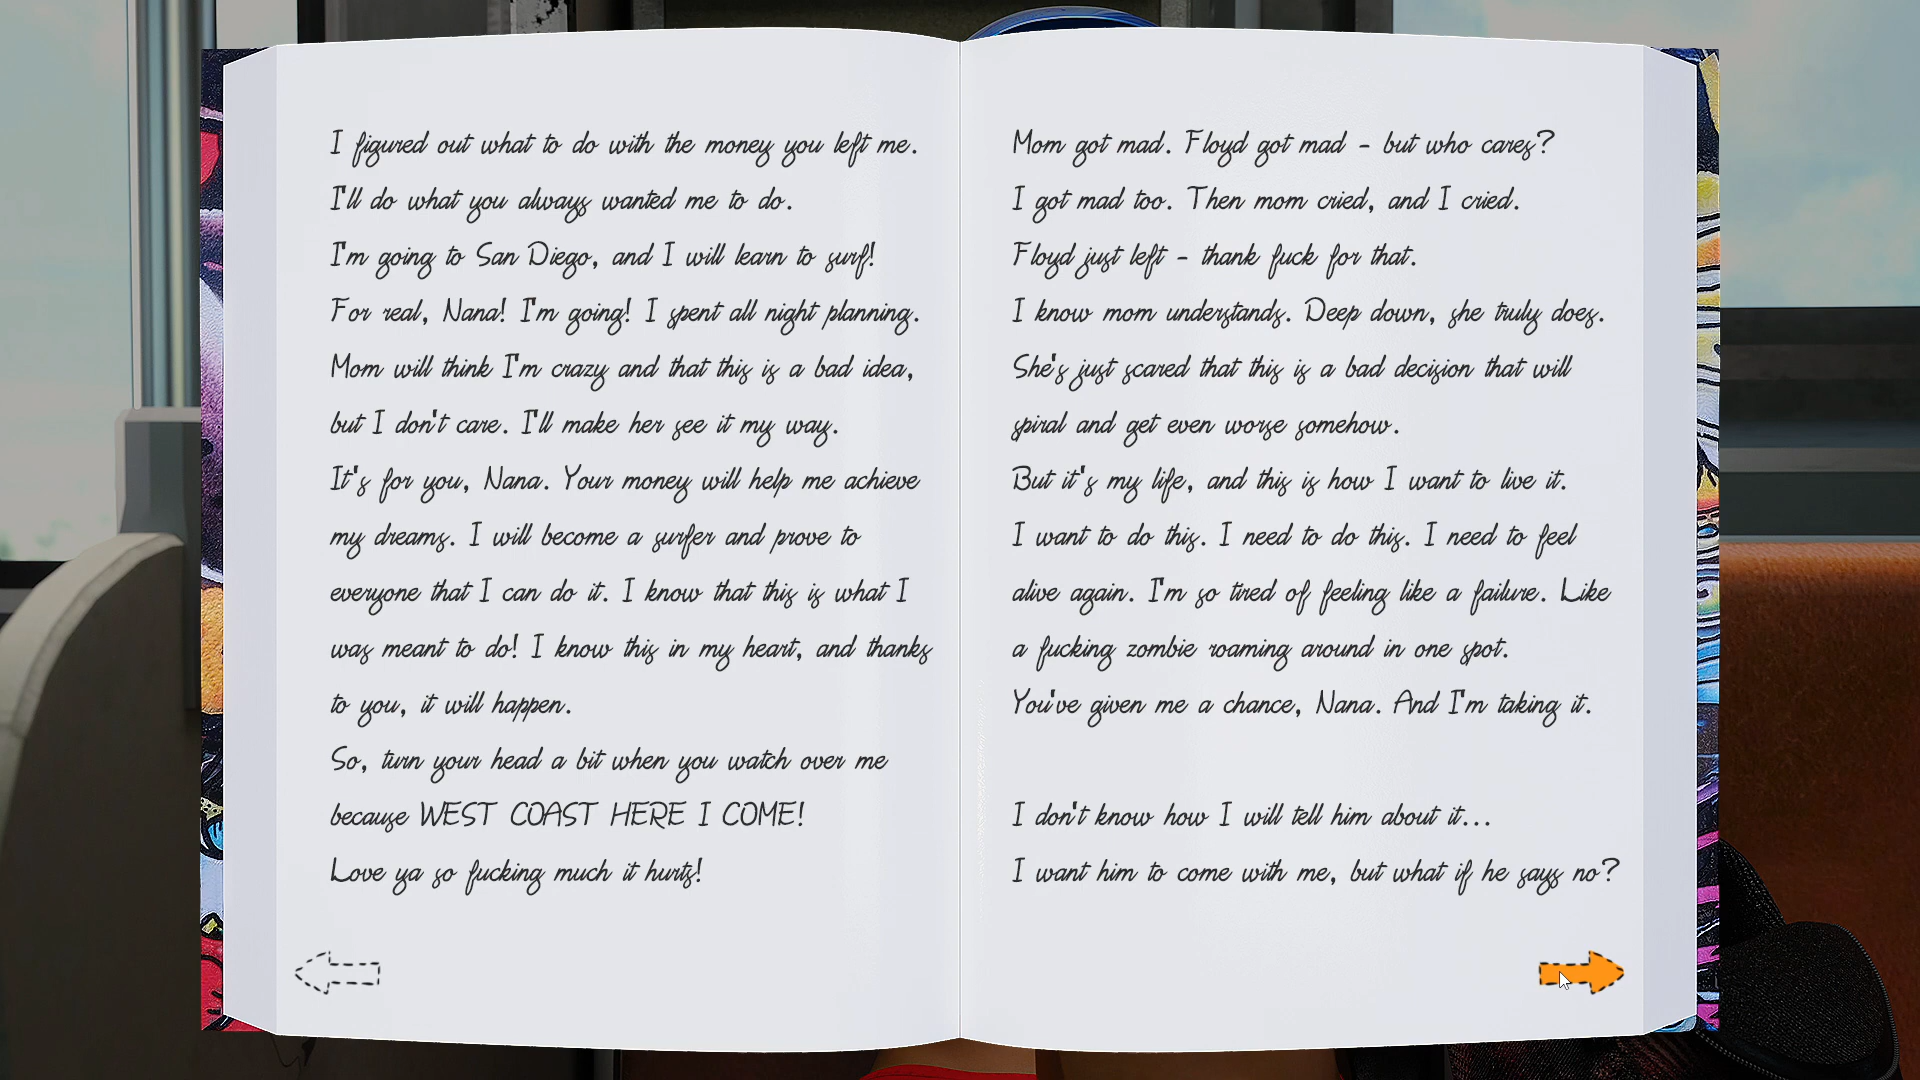 I figured out what to do with the money you left me.
I'll do what you always wanted me to do.
I'm going to San Diego, and I will learn to surf!
For real, Nana! I'm going! I spent all night planning.
Mom will think I'm crazy and that this is a bad idea,
but I don't care. I'll make her see it my way.
It's for you, Nana. Your money will help me achieve
my dreams. I will become a surfer and prove to
everyone that I can do it. I know that this is what I
was meant to do! I know this in my heart, and thanks
to you, it will happen.
So, turn your head a bit when you watch over me
because WEST COAST HERE I COME!
Love ya so fucking much it hurts!
Mom got mad. Floyd got mad - but who cares?
I got mad too. Then mom cried, and I cried.
Floyd just left - thank fuck for that.
I know mom understands. Deep down, she truly does.
She's just scared that this is a bad decision that will
spiral and get even worse somehow.
But it's my life, and this is how I want to live it.
I want to do this. I need to do this. I need to feel
alive again. I'm so tired of feeling like a failure. Like
a fucking zombie roaming around in one spot.
You've given me a chance, Nana. And I'm taking it.
I don't know how I will tell him about it...
I want him to come with me, but what if he says no?